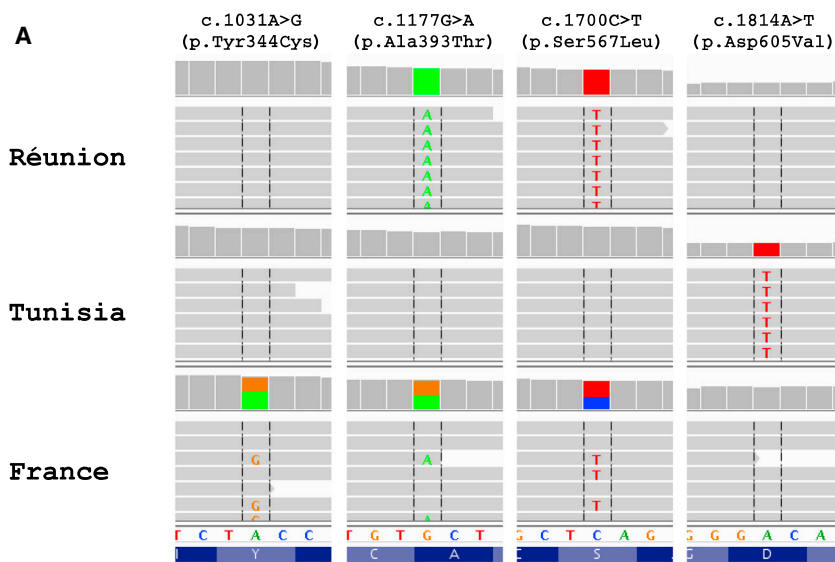 A
c.1031A>G c.1177G>A c.1700C>T c.1814A>T
(p.Tyr344Cys) (p.Ala393Thr) (p.Ser567Leu) (p.Asp605Val)
Réunion
A T
A T
A T
A T
A T
A T
A T
Tunisia
T
T
T
T
T
T
France
G A T
T
G T
G A
T C T A C C T G T G C T G C T C A G G G G A C A
I Y C A S G D